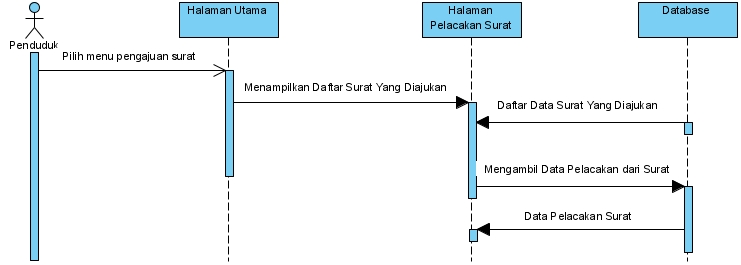 Halaman Utama
Halaman
Pelacakan Surat
Database
Penduduk
Pilih menu pengajuan surat
Menampilkan Daftar Surat Yang Diajukan
Daftar Data Surat Yang Diajukan
Mengambil Data Pelacakan dari Surat
Data Pelacakan Surat